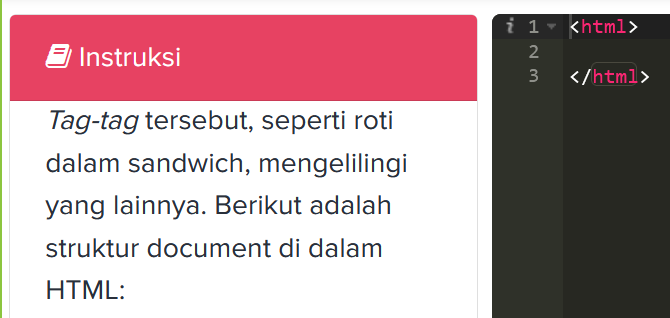 Instruksi
Tag-tag tersebut, seperti roti
dalam sandwich, mengelilingi
yang lainnya. Berikut adalah
struktur document di dalam
HTML:
i 1 <html>
2
3 </html>